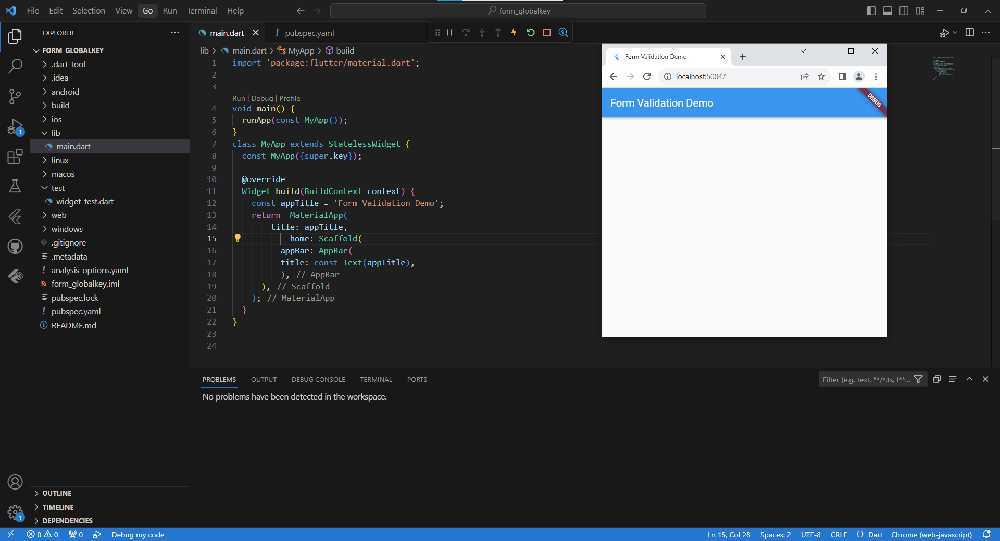 File Edit Selection View Go Run Terminal Help
form_globalkey
EXPLORER
FORM_GLOBALKEY
.dart_tool
.idea
android
build
ios
lib
main.dart
linux
macos
test
widget_test.dart
web
windows
.gitignore
.metadata
! analysis_options.yaml
form_globalkey.iml
pubspec.lock
! pubspec.yaml
README.md
OUTLINE
TIMELINE
DEPENDENCIES
1
1
main.dart
! pubspec.yaml
lib > main.dart > MyApp > build
1 import 'package:flutter/material.dart';
2
3
Run | Debug | Profile
4 void main() {
5 runApp(const MyApp());
6 }
7 class MyApp extends StatelessWidget {
8 const MyApp({super.key});
9
10 @override
11 Widget build(BuildContext context) {
12 const appTitle = 'Form Validation Demo';
13 return  MaterialApp(
14 title: appTitle,
15 home: Scaffold(
16 appBar: AppBar(
17 title: const Text(appTitle),
18 ), // AppBar
19 ), // Scaffold
20 ); // MaterialApp
21 }
22 }
23
24
Form Validation Demo
localhost:50047
Form Validation Demo
DEBUG
PROBLEMS OUTPUT DEBUG CONSOLE TERMINAL PORTS
Filter (e.g. text, **/*.ts, !**...
No problems have been detected in the workspace.
0 0 0 Debug my code
Ln 15, Col 28 Spaces: 2 UTF-8 CRLF {} Dart Chrome (web-javascript)